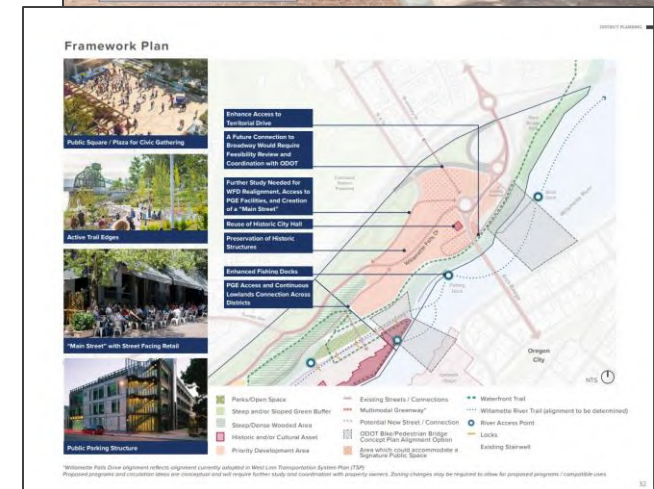 DISTRICT PLANNING
Framework Plan
Public Square / Plaza for Civic Gathering
Active Trail Edges
"Main Street" with Street Facing Retail
Public Parking Structure
Enhance Access to
Territorial Drive
A Future Connection to
Broadway Would Require
Feasibility Review and
Coordination with ODOT
Further Study Needed for
WFD Realignment, Access to
PGE Facilities, and Creation
of a "Main Street"
Reuse of Historic City Hall
Preservation of Historic
Structures
Enhanced Fishing Docks
PGE Access and Continuous
Lowlands Connection Across
Districts
Willamette Falls Dr
Willamette River
Fishing
Dock
Oregon
City
NTS
Parks/Open Space
Steep and/or Sloped Green Buffer
Steep/Dense Wooded Area
Historic and/or Cultural Asset
Priority Development Area
Existing Streets / Connections
Multimodal Greenway*
Potential New Street / Connection
ODOT Bike/Pedestrian Bridge
Concept Plan Alignment Option
Area which could accommodate a
Signature Public Space
Waterfront Trail
Willamette River Trail (alignment to be determined)
River Access Point
Locks
Existing Stairwell
*Willamette Falls Drive alignment reflects alignment currently adopted in West Linn Transportation System Plan (TSP)
Proposed programs and circulation ideas are conceptual and will require further study and coordination with property owners. Zoning changes may be required to allow for proposed programs / compatible uses.
32